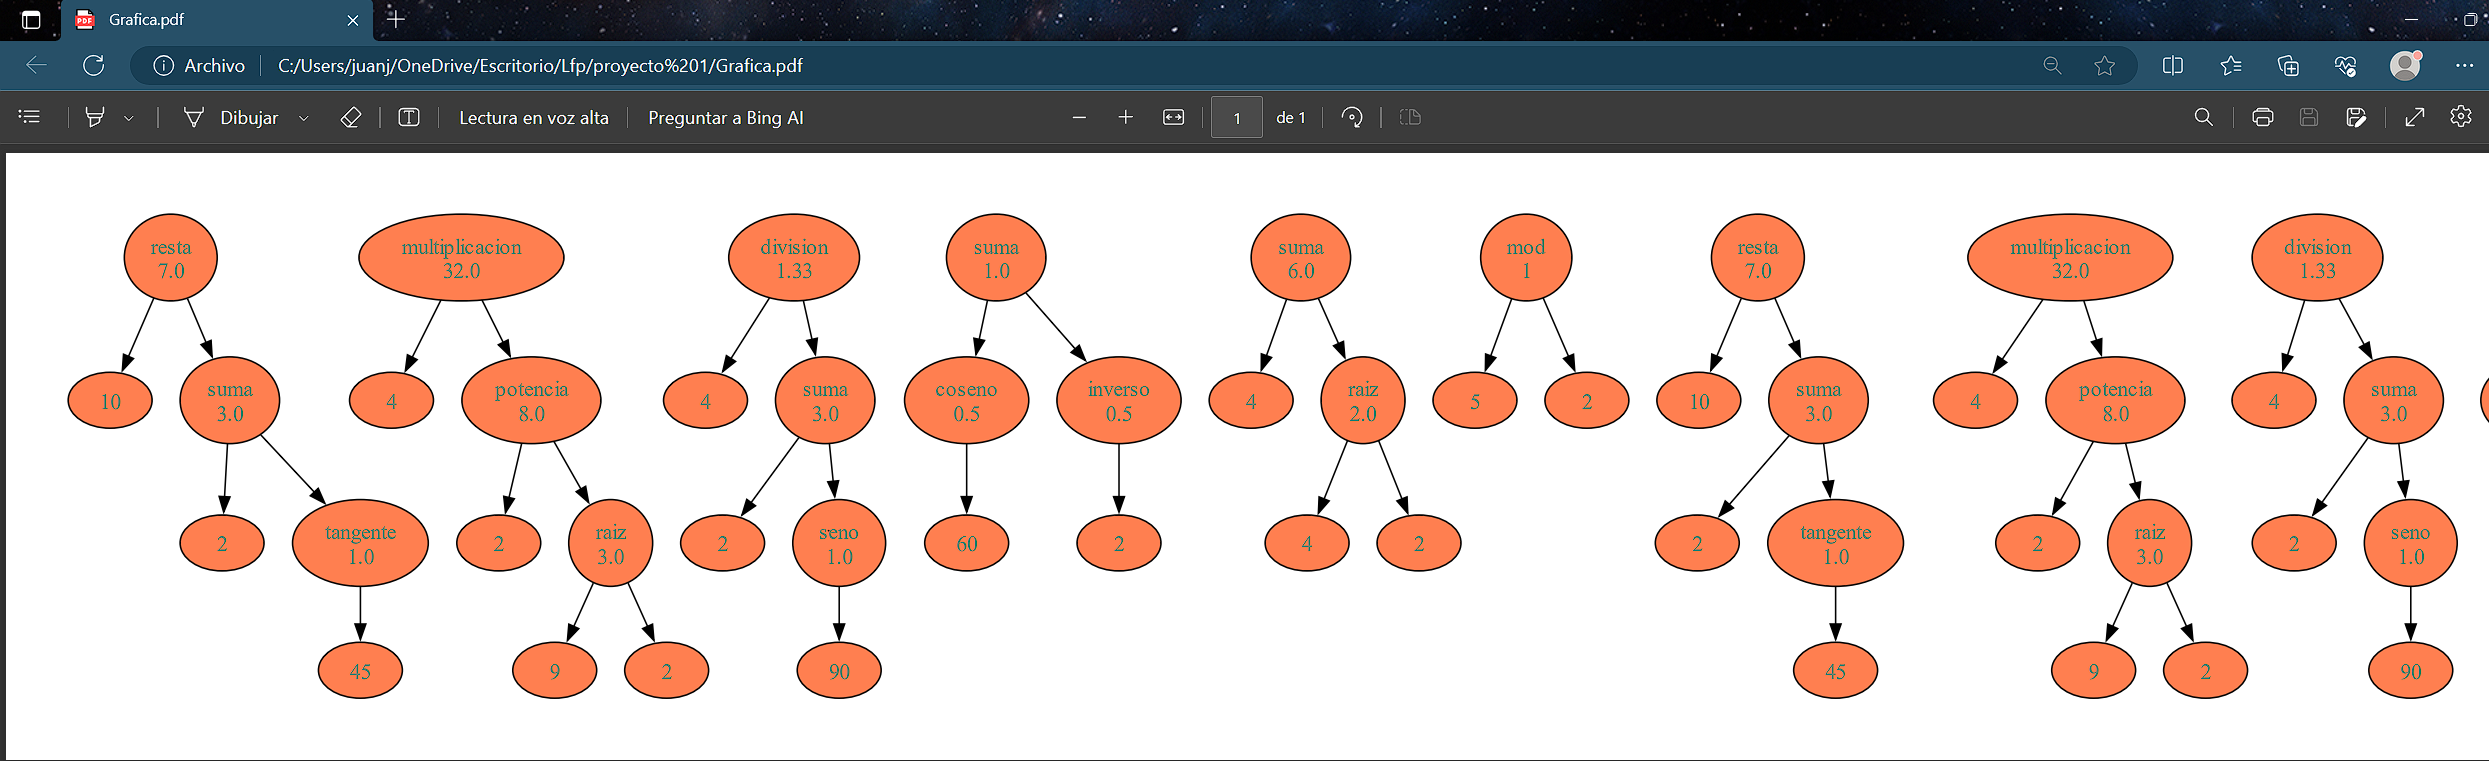 Grafica.pdf
Archivo C:/Users/juanj/OneDrive/Escritorio/Lfp/proyecto%201/Grafica.pdf
Dibujar Lectura en voz alta Preguntar a Bing AI 1 de 1
resta multiplicacion division suma suma mod resta multiplicacion division
7.0 32.0 1.33 1.0 6.0 1 7.0 32.0 1.33
suma potencia suma coseno inverso raiz suma potencia suma
10 4 4 4 5 2 10 4 4
3.0 8.0 3.0 0.5 0.5 2.0 3.0 8.0 3.0
tangente raiz seno tangente raiz seno
2 2 2 60 2 4 2 2 2 2
1.0 3.0 1.0 1.0 3.0 1.0
45 9 2 90 45 9 2 90